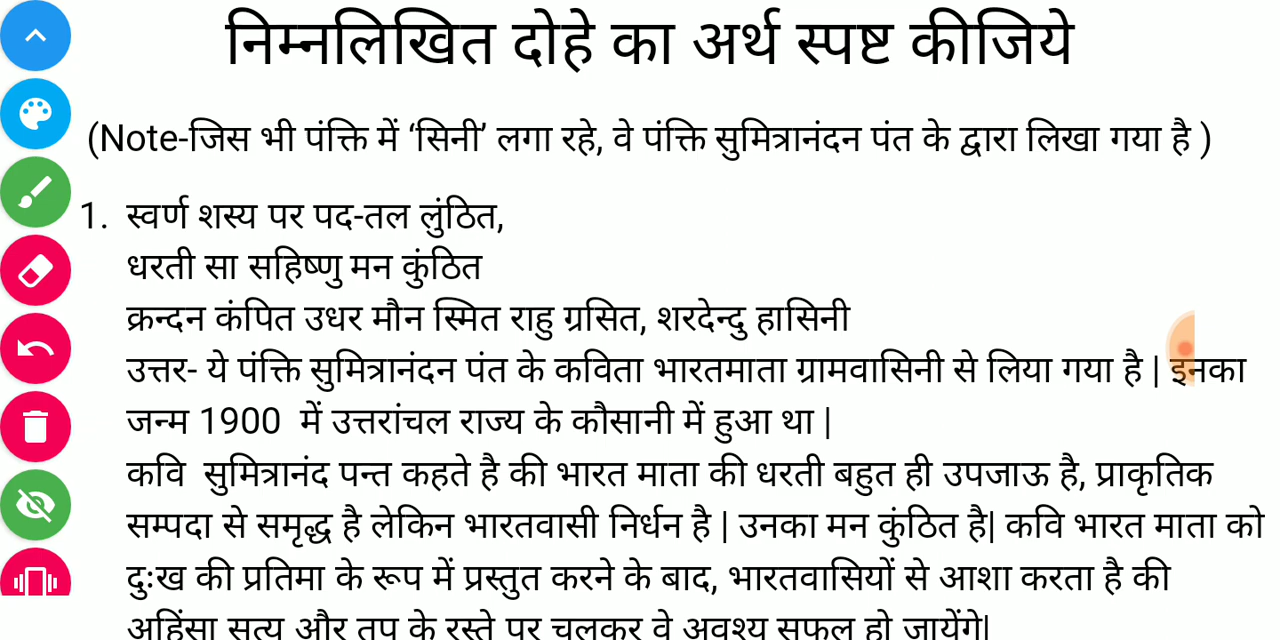 निम्नलिखित दोहे का अर्थ स्पष्ट कीजिये
(Note-जिस भी पंक्ति में ‘सिनी’ लगा रहे, वे पंक्ति सुमित्रानंदन पंत के द्वारा लिखा गया है )
1. स्वर्ण शस्य पर पद-तल लुंठित,
धरती सा सहिष्णु मन कुंठित
क्रन्दन कंपित उधर मौन स्मित राहु ग्रसित, शरदेन्दु हासिनी
उत्तर- ये पंक्ति सुमित्रानंदन पंत के कविता भारतमाता ग्रामवासिनी से लिया गया है | इनका
जन्म 1900 में उत्तरांचल राज्य के कौसानी में हुआ था |
कवि सुमित्रानंद पन्त कहते है की भारत माता की धरती बहुत ही उपजाऊ है, प्राकृतिक
सम्पदा से समृद्ध है लेकिन भारतवासी निर्धन है | उनका मन कुंठित है| कवि भारत माता को
दुःख की प्रतिमा के रूप में प्रस्तुत करने के बाद, भारतवासियों से आशा करता है की
अहिंसा सत्य और तप के रस्ते पर चलकर वे अवश्य सफल हो जायेंगे|